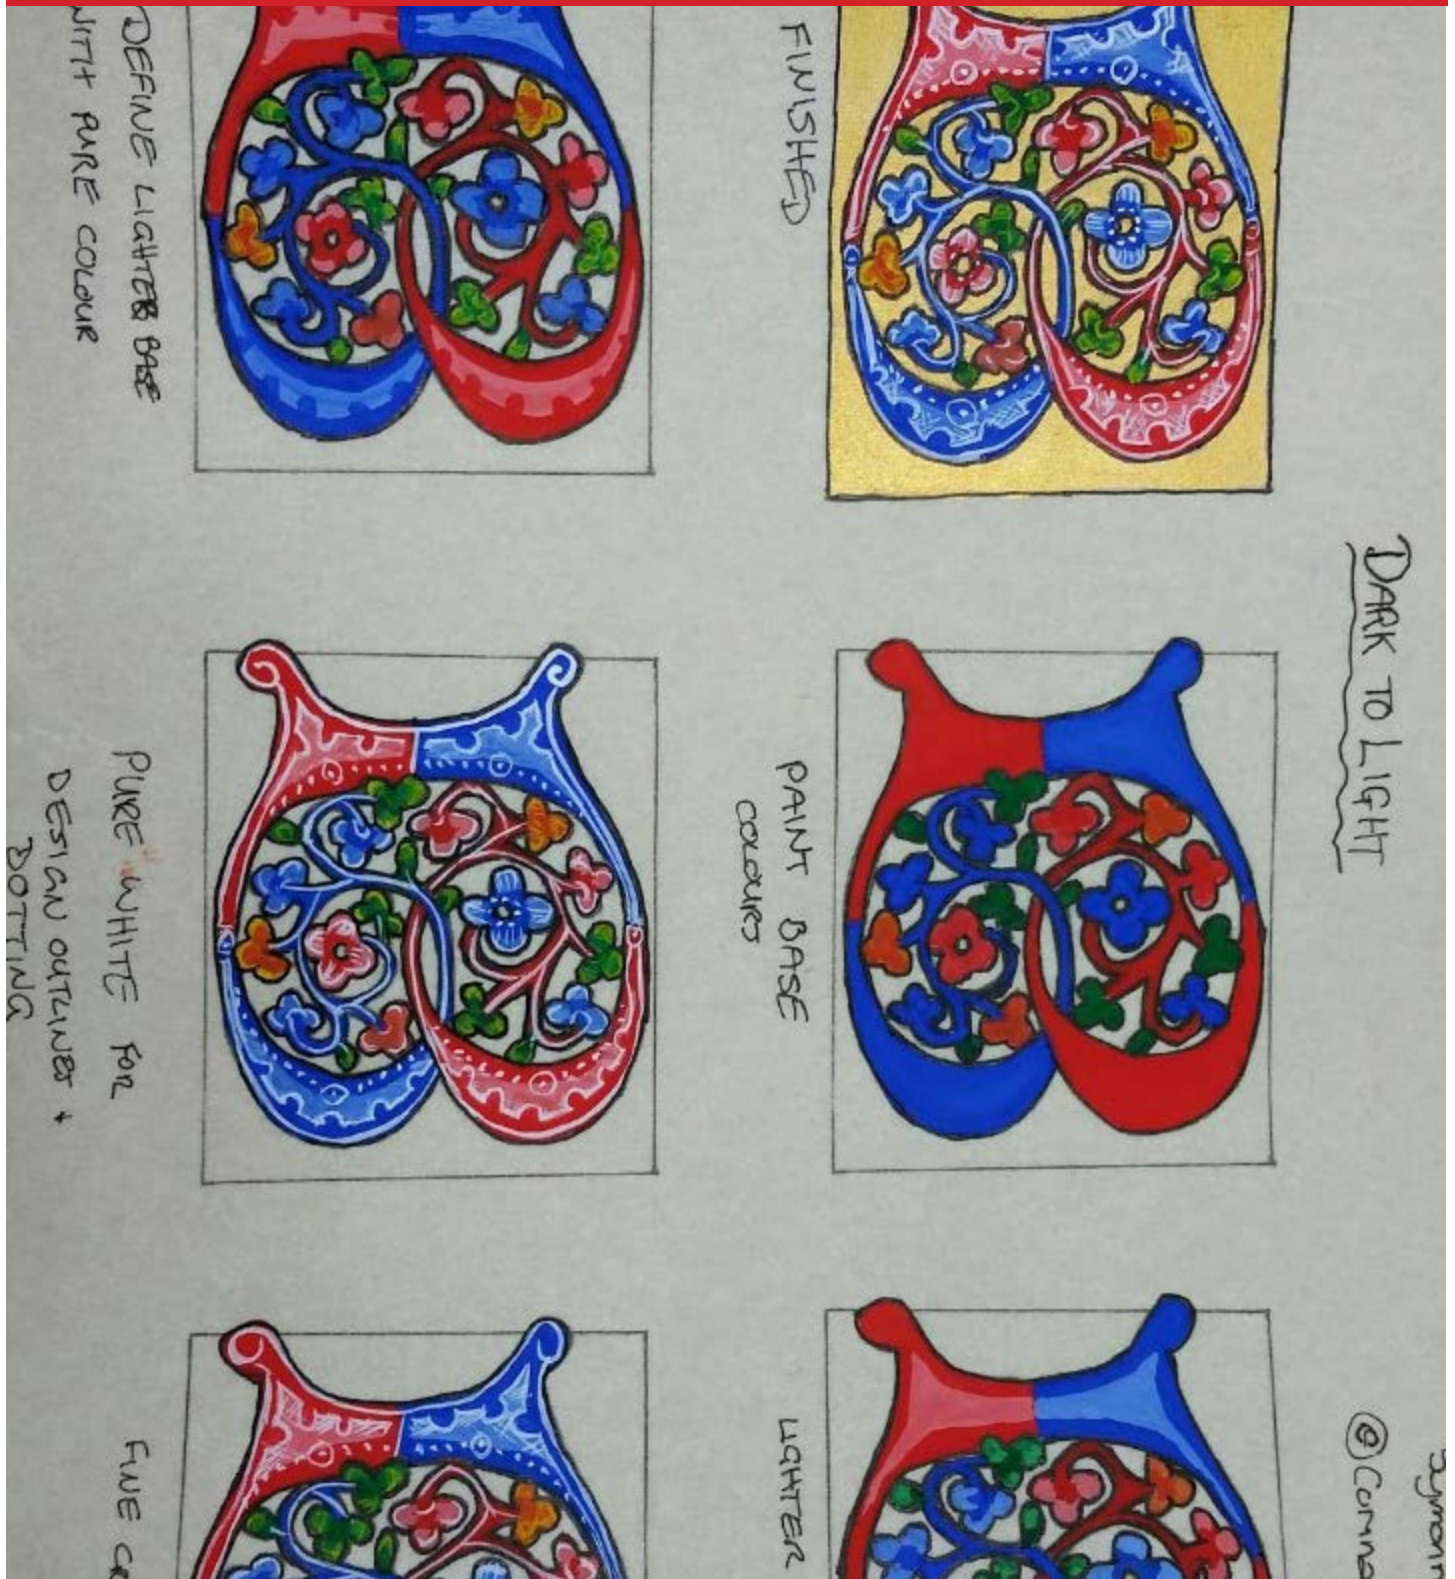 DARK TO LIGHT
FINISHED
PAINT BASE
COLOURS
LIGHTER
DEFINE LIGHTER BASE
WITH PURE COLOUR
PURE WHITE FOR
DESIGN OUTLINES +
DOTTING
FINE